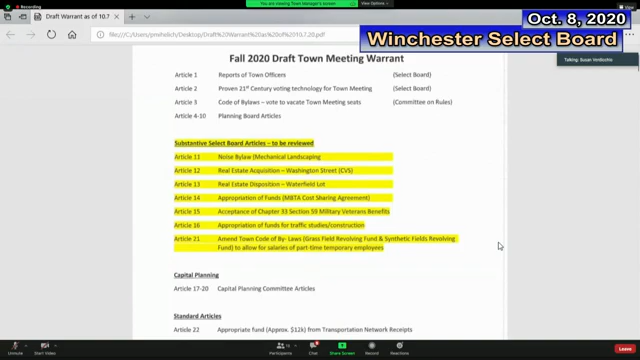 You are viewing Town Manager's screen
View Options
Recording
View
Draft Warrant as of 10.7
Oct. 8, 2020
Winchester Select Board
Talking: Susan Verdicchio
Fall 2020 Draft Town Meeting Warrant
Article 1 Reports of Town Officers (Select Board)
Article 2 Proven 21st Century voting technology for Town Meeting (Select Board)
Article 3 Code of Bylaws – vote to vacate Town Meeting seats (Committee on Rules)
Article 4-10 Planning Board Articles
Substantive Select Board Articles – to be reviewed
Article 11 Noise Bylaw (Mechanical Landscaping
Article 12 Real Estate Acquisition – Washington Street (CVS)
Article 13 Real Estate Disposition – Waterfield Lot
Article 14 Appropriation of Funds (MBTA Cost Sharing Agreement)
Article 15 Acceptance of Chapter 33 Section 59 Military Veterans Benefits
Article 16 Appropriation of funds for traffic studies/construction
Article 21 Amend Town Code of By- Laws (Grass Field Revolving Fund & Synthetic Fields Revolving
Fund) to allow for salaries of part-time temporary employees
Capital Planning
Article 17-20 Capital Planning Committee Articles
Standard Articles
Article 22 Appropriate fund (Approx. $12k) from Transportation Network Receipts
Unmute
Start Video
Participants
Chat
Share Screen
Record
Reactions
Leave